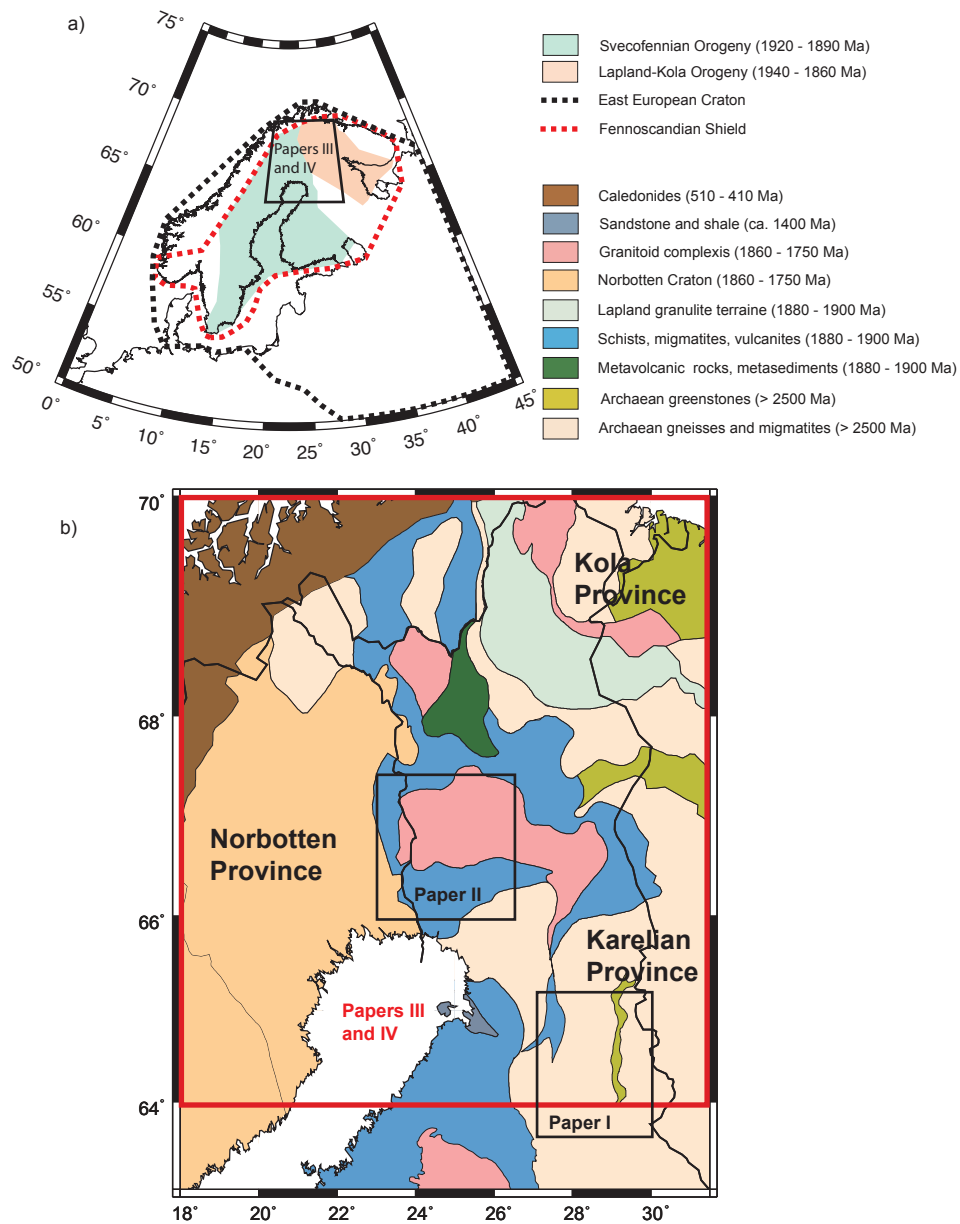 a)
75˚
70˚
65˚
60˚
55˚
50˚
0˚
5˚
10˚
15˚
20˚
25˚
30˚
35˚
40˚
45˚
Papers III
and IV
Svecofennian Orogeny (1920 - 1890 Ma)
Lapland-Kola Orogeny (1940 - 1860 Ma)
East European Craton
Fennoscandian Shield
Caledonides (510 - 410 Ma)
Sandstone and shale (ca. 1400 Ma)
Granitoid complexis (1860 - 1750 Ma)
Norbotten Craton (1860 - 1750 Ma)
Lapland granulite terraine (1880 - 1900 Ma)
Schists, migmatites, vulcanites (1880 - 1900 Ma)
Metavolcanic rocks, metasediments (1880 - 1900 Ma)
Archaean greenstones (> 2500 Ma)
Archaean gneisses and migmatites (> 2500 Ma)
b)
70˚
68˚
66˚
64˚
18˚
20˚
22˚
24˚
26˚
28˚
30˚
Kola
Province
Norbotten
Province
Paper II
Karelian
Province
Papers III
and IV
Paper I